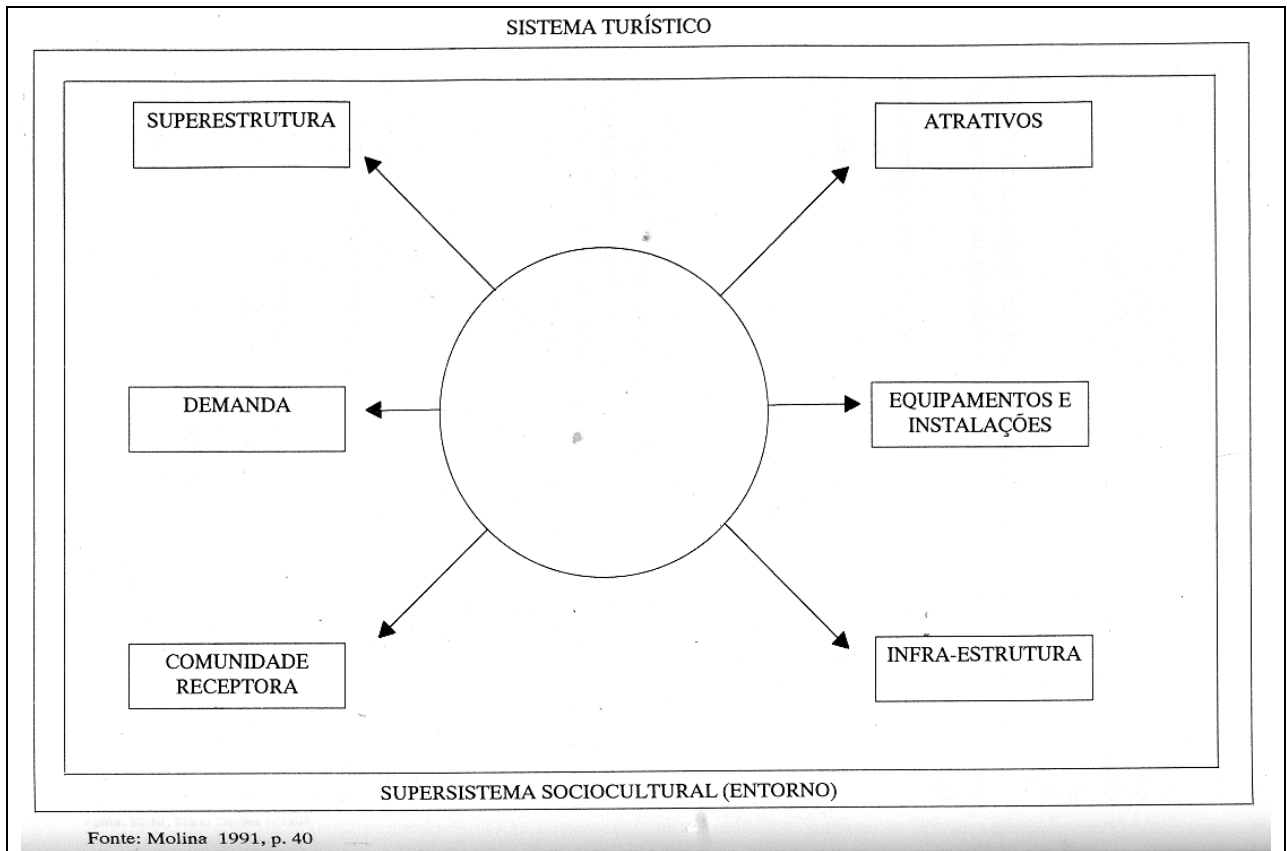 SISTEMA TURÍSTICO
SUPERESTRUTURA
ATRATIVOS
DEMANDA
EQUIPAMENTOS E
INSTALAÇÕES
COMUNIDADE
RECEPTORA
INFRA-ESTRUTURA
SUPERSISTEMA SOCIOCULTURAL (ENTORNO)
Fonte: Molina 1991, p. 40